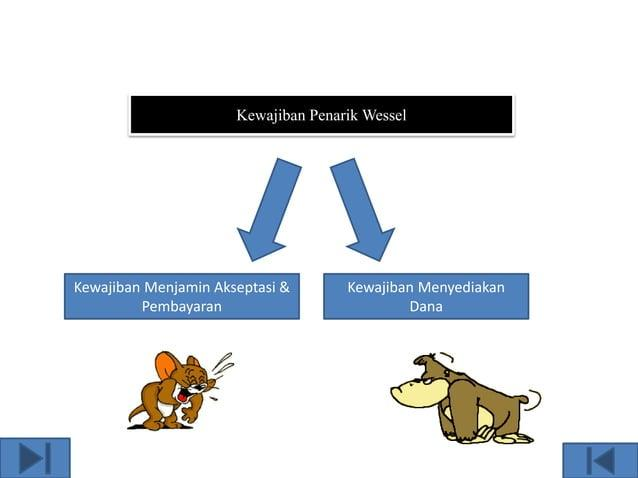 Kewajiban Penarik Wessel
Kewajiban Menjamin Akseptasi &
Pembayaran
Kewajiban Menyediakan
Dana